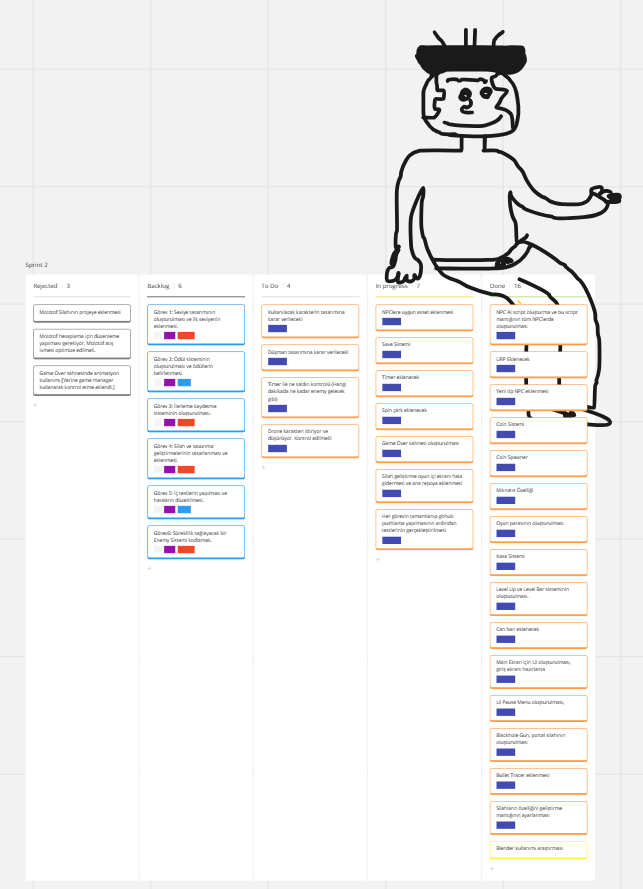 Sprint 2
Rejected 3
Molotof Silahının projeye eklenmesi
Molotof hesaplama için düzenleme
yapılması gerekiyor. Molotof atış
ivmesi optimize edilmeli.
Game Over sahnesinde animasyon
kullanımı [Yerine game manager
kullanarak kontrol etme eklendi.]
+
Backlog 6
Görev 1: Seviye tasarımının
oluşturulması ve ilk seviyenin
eklenmesi.
Görev 2: Ödül sisteminin
oluşturulması ve ödüllerin
belirlenmesi.
Görev 3: İlerleme kaydetme
sisteminin oluşturulması.
Görev 4: Silah ve savunma
geliştirmelerinin tasarlanması ve
eklenmesi.
Görev 5: İç testlerin yapılması ve
hataların düzeltilmesi.
Görev6: Süreklilik sağlayacak bir
Enemy Sistemi kodlamak.
+
To Do 4
Kullanılacak karakterin tasarımına
karar verilecek!
Düşman tasarımına karar verilecek!
Timer ile ne saldırı kontrolü (Hangi
dakikada ne kadar enemy gelecek
gibi)
Drone karakteri ittiriyor ve
düşürüyor. Kontrol edilmeli!
+
In progress 7
NPClere uygun asset eklenmesi
Save Sistemi
Timer eklenecek
Spin çark eklenecek
Game Over sahnesi oluşturulması
Silah geliştirme oyun içi ekranı hata
gidermesi ve ana repoya eklenmesi
Her görevin tamamlanıp github
pushlama yapılmasının ardından
testlerinin gerçekleştirilmesi
+
Done 16
NPC AI script oluşturma ve bu script
mantığının tüm NPClerde
oluşturulması
URP Eklenecek
Yeni tip NPC eklenmesi
Coin Sistemi
Coin Spawner
Mıknatıs Özelliği
Oyun parasının oluşturulması
Kasa Sistemi
Level Up ve Level Bar sisteminin
oluşturulması.
Can barı eklenecek
Main Ekran için UI oluşturulması,
giriş ekranı hazırlama
UI Pause Menu oluşturulması,
Blackhole Gun, portal silahının
oluşturulması
Bullet Tracer eklenmesi
Silahların özelliğini geliştirme
mantığının ayarlanması
Blender kullanımı araştırması
+